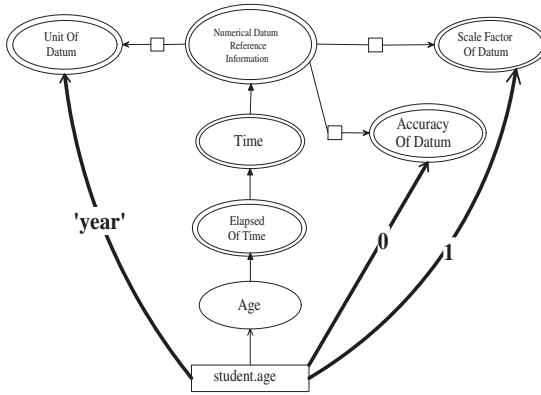 Unit Of
Datum
Numerical Datum
Reference
Information
Scale Factor
Of Datum
Time
Accuracy
Of Datum
'year'
Elapsed
Of Time
0
1
Age
student.age